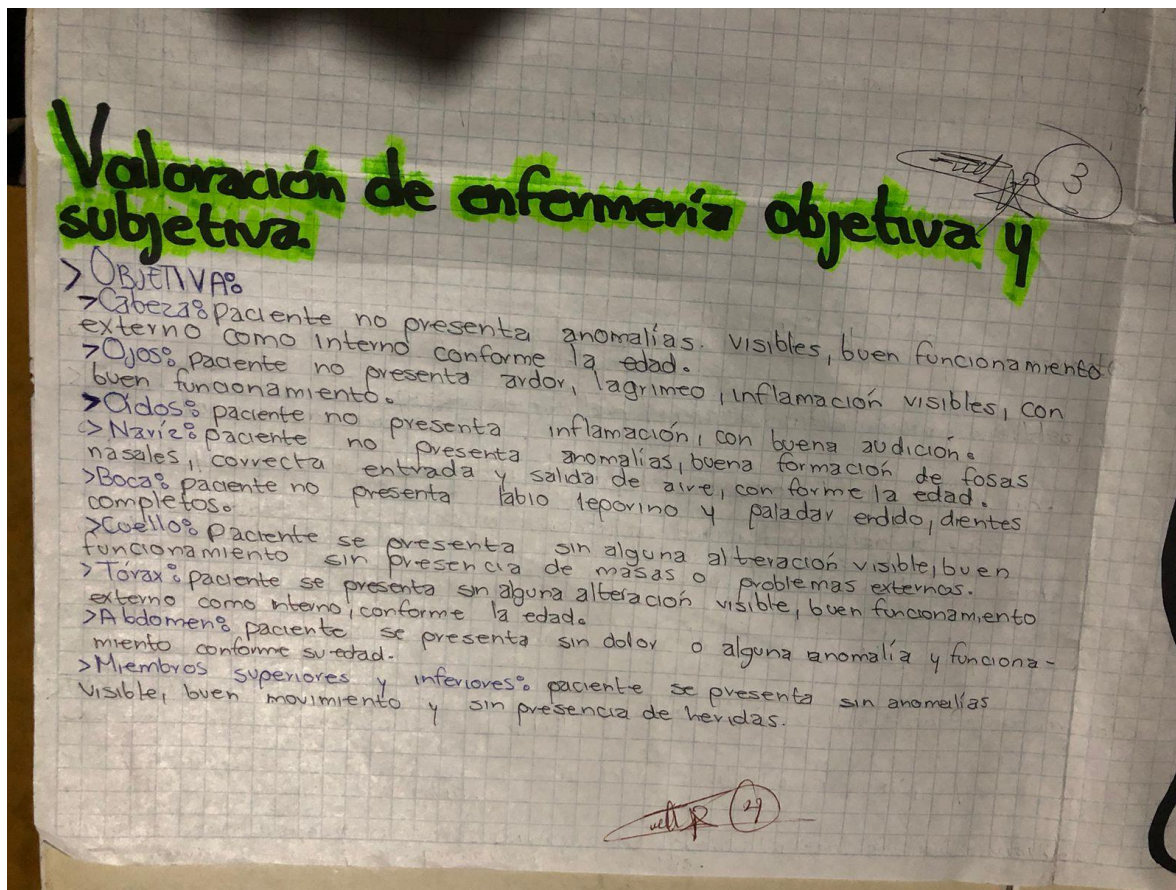 Valoración de enfermería objetiva y
subjetiva.
3
> OBJETIVA:
> Cabeza: Paciente no presenta anomalías. visibles, buen funcionamiento
externo como interno conforme la edad.
> Ojos: paciente no presenta ardor, lagrimeo, inflamación visibles, con
buen funcionamiento.
> Oídos: paciente no presenta inflamación, con buena audición.
> Naríz: paciente no presenta anomalías, buena formación de fosas
nasales, correcta entrada y salida de aire, con forme la edad.
> Boca: paciente no presenta labio leporino y paladar endido, dientes
completos.
> Cuello: Paciente se presenta sin alguna alteración visible, buen
funcionamiento sin presencia de masas o problemas externas.
> Tórax: paciente se presenta sin alguna alteración visible, buen funcionamiento
externo como interno, conforme la edad.
> Abdomen: paciente se presenta sin dolor o alguna anomalía y funciona-
miento conforme su edad.
> Miembros superiores y inferiores: paciente se presenta sin anomalías
visible, buen movimiento y sin presencia de heridas.